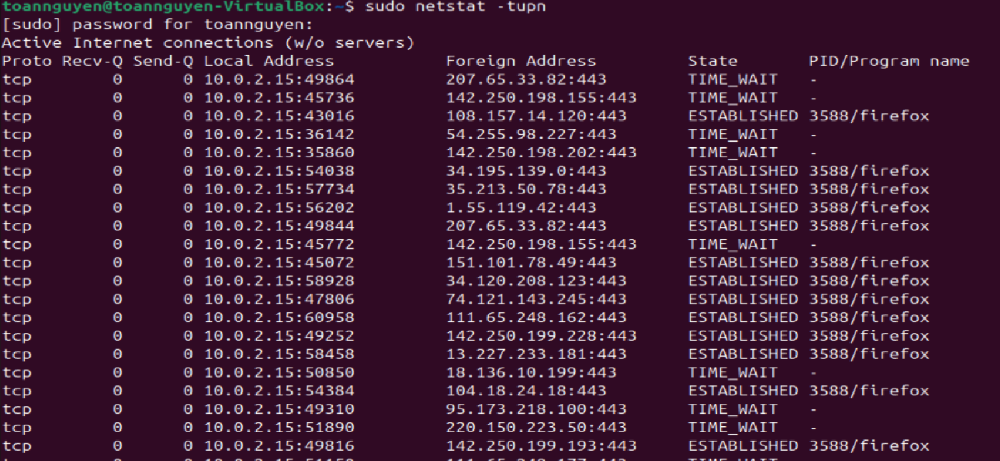 toannguyen@toannguyen-VirtualBox:~$ sudo netstat -tupn
[sudo] password for toannguyen:
Active Internet connections (w/o servers)
Proto Recv-Q Send-Q Local Address Foreign Address State PID/Program name
tcp 0 0 10.0.2.15:49864 207.65.33.82:443 TIME_WAIT -
tcp 0 0 10.0.2.15:45736 142.250.198.155:443 TIME_WAIT -
tcp 0 0 10.0.2.15:43016 108.157.14.120:443 ESTABLISHED 3588/firefox
tcp 0 0 10.0.2.15:36142 54.255.98.227:443 TIME_WAIT -
tcp 0 0 10.0.2.15:35860 142.250.198.202:443 TIME_WAIT -
tcp 0 0 10.0.2.15:54038 34.195.139.0:443 ESTABLISHED 3588/firefox
tcp 0 0 10.0.2.15:57734 35.213.50.78:443 ESTABLISHED 3588/firefox
tcp 0 0 10.0.2.15:56202 1.55.119.42:443 ESTABLISHED 3588/firefox
tcp 0 0 10.0.2.15:49844 207.65.33.82:443 ESTABLISHED 3588/firefox
tcp 0 0 10.0.2.15:45772 142.250.198.155:443 TIME_WAIT -
tcp 0 0 10.0.2.15:45072 151.101.78.49:443 ESTABLISHED 3588/firefox
tcp 0 0 10.0.2.15:58928 34.120.208.123:443 ESTABLISHED 3588/firefox
tcp 0 0 10.0.2.15:47806 74.121.143.245:443 ESTABLISHED 3588/firefox
tcp 0 0 10.0.2.15:60958 111.65.248.162:443 ESTABLISHED 3588/firefox
tcp 0 0 10.0.2.15:49252 142.250.199.228:443 ESTABLISHED 3588/firefox
tcp 0 0 10.0.2.15:58458 13.227.233.181:443 ESTABLISHED 3588/firefox
tcp 0 0 10.0.2.15:50850 18.136.10.199:443 TIME_WAIT -
tcp 0 0 10.0.2.15:54384 104.18.24.18:443 ESTABLISHED 3588/firefox
tcp 0 0 10.0.2.15:49310 95.173.218.100:443 TIME_WAIT -
tcp 0 0 10.0.2.15:51890 220.150.223.50:443 TIME_WAIT -
tcp 0 0 10.0.2.15:49816 142.250.199.193:443 ESTABLISHED 3588/firefox